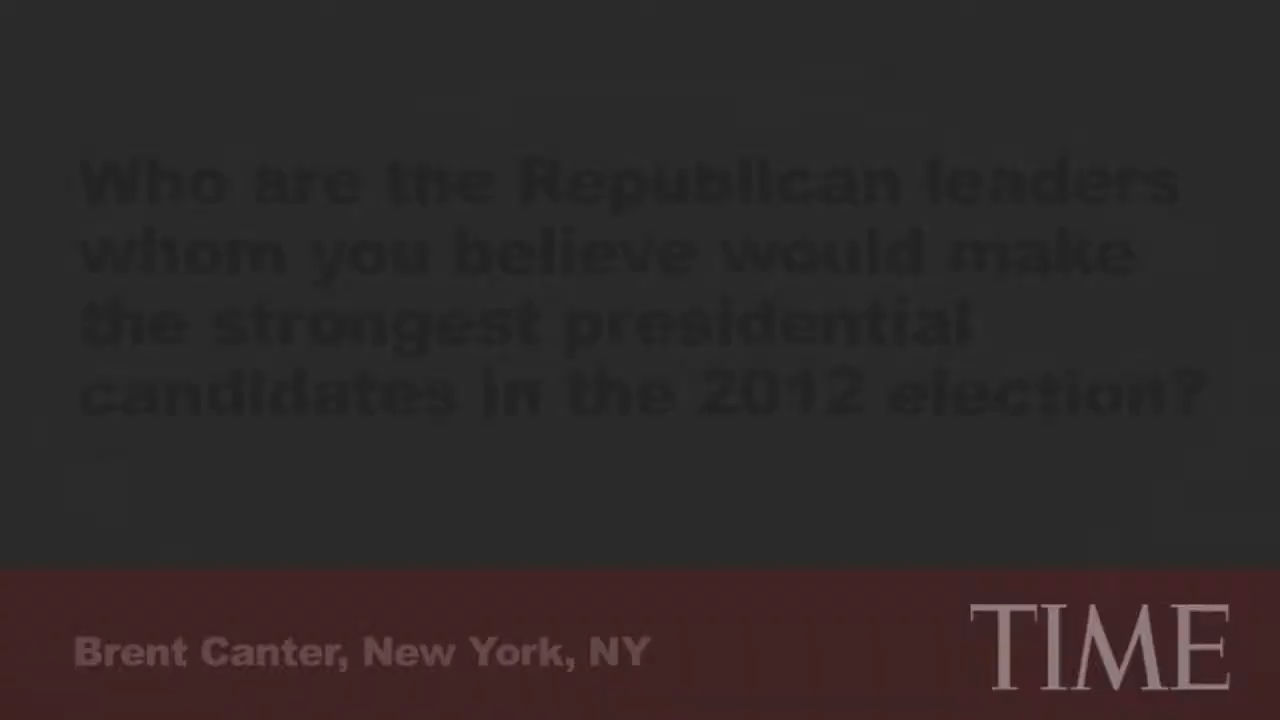 Who are the Republican leaders
whom you believe would make
the strongest presidential
candidates in the 2012 election?
Brent Canter, New York, NY
TIME